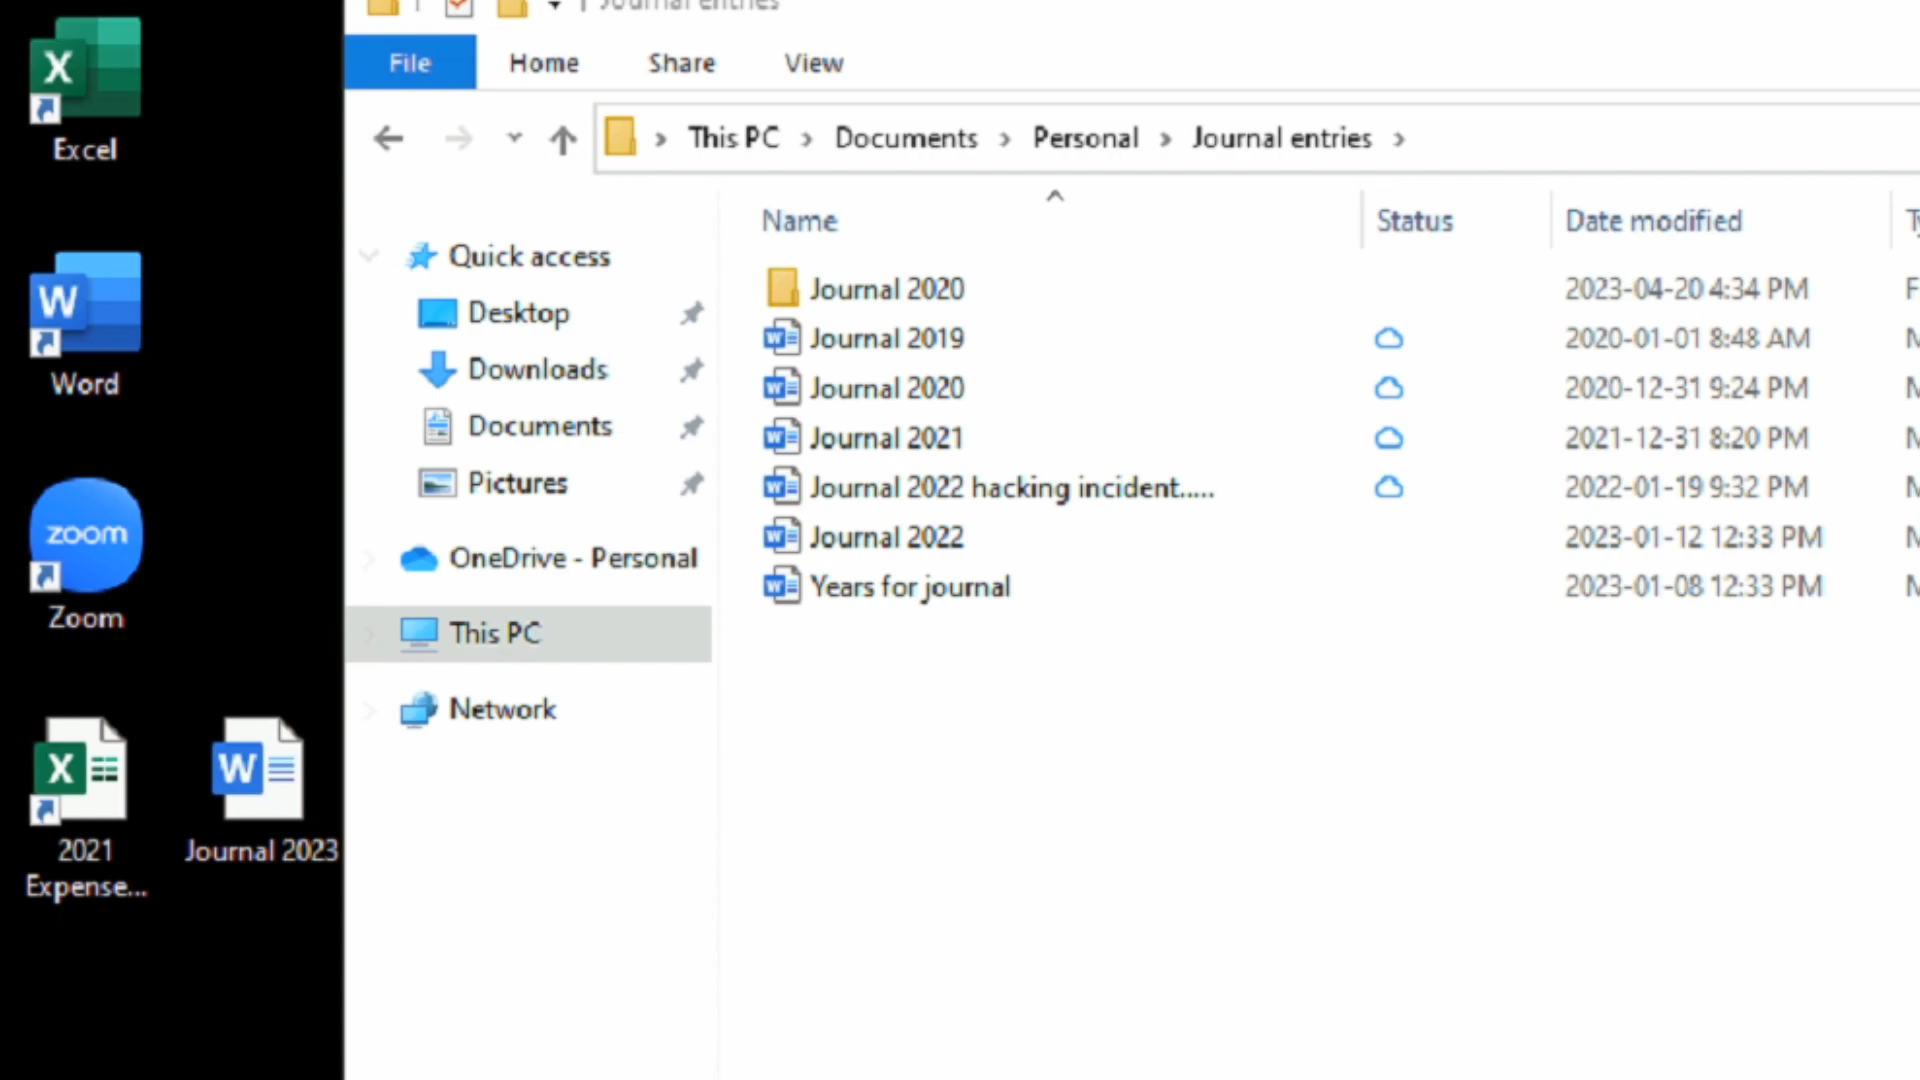 Journal entries
File Home Share View
This PC Documents Personal Journal entries
Name Status Date modified
Quick access
Desktop
Downloads
Documents
Pictures
OneDrive - Personal
This PC
Network
Journal 2020 2023-04-20 4:34 PM
Journal 2019 2020-01-01 8:48 AM
Journal 2020 2020-12-31 9:24 PM
Journal 2021 2021-12-31 8:20 PM
Journal 2022 hacking incident..... 2022-01-19 9:32 PM
Journal 2022 2023-01-12 12:33 PM
Years for journal 2023-01-08 12:33 PM
X
Excel
W
Word
zoom
Zoom
X
2021
Expense...
W
Journal 2023